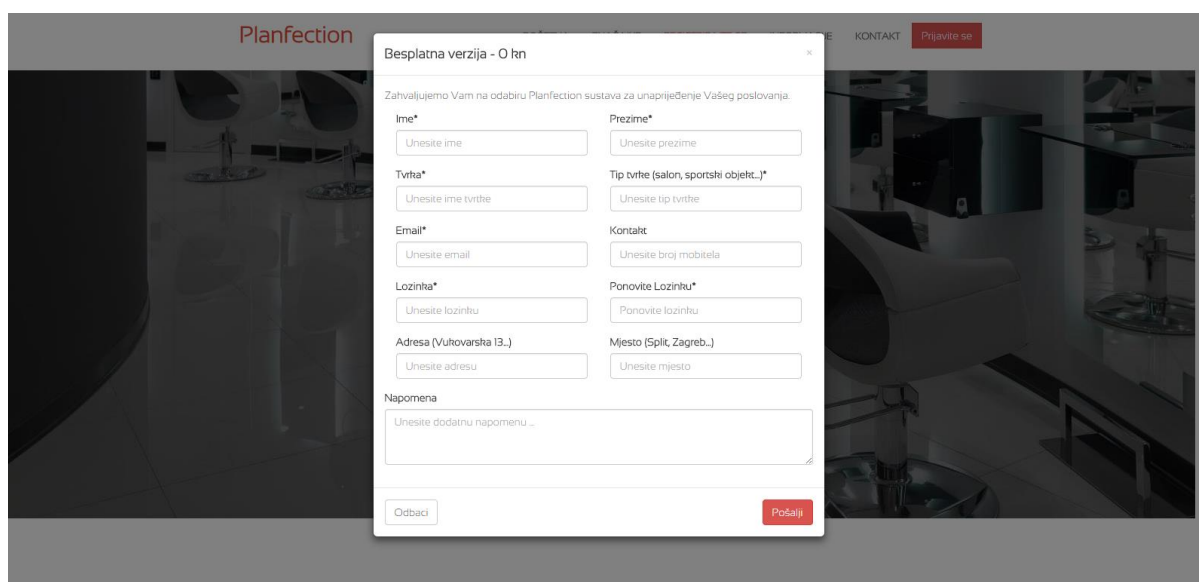 Planfection
KONTAKT
Prijavite se
Besplatna verzija - 0 kn
×
Zahvaljujemo Vam na odabiru Planfection sustava za unaprijeđenje Vašeg poslovanja.
Ime*
Prezime*
Unesite ime
Unesite prezime
Tvrka*
Tip tvrke (salon, sportski objekt...)*
Unesite ime tvrtke
Unesite tip tvrtke
Email*
Kontakt
Unesite email
Unesite broj mobitela
Lozinka*
Ponovite Lozinku*
Unesite lozinku
Ponovite lozinku
Adresa (Vukovarska 13...)
Mjesto (Split, Zagreb...)
Unesite adresu
Unesite mjesto
Napomena
Unesite dodatnu napomenu ...
Odbaci
Pošalji